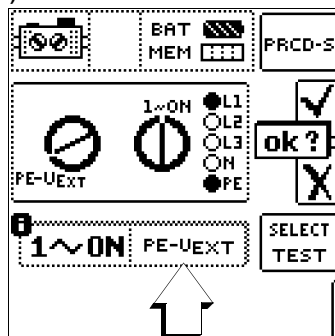 BAT
MEM
PRCD-S
1~ON
L1
L2
L3
N
PE
PE-UEXT
ok?
1~ON PE-UEXT
SELECT
TEST